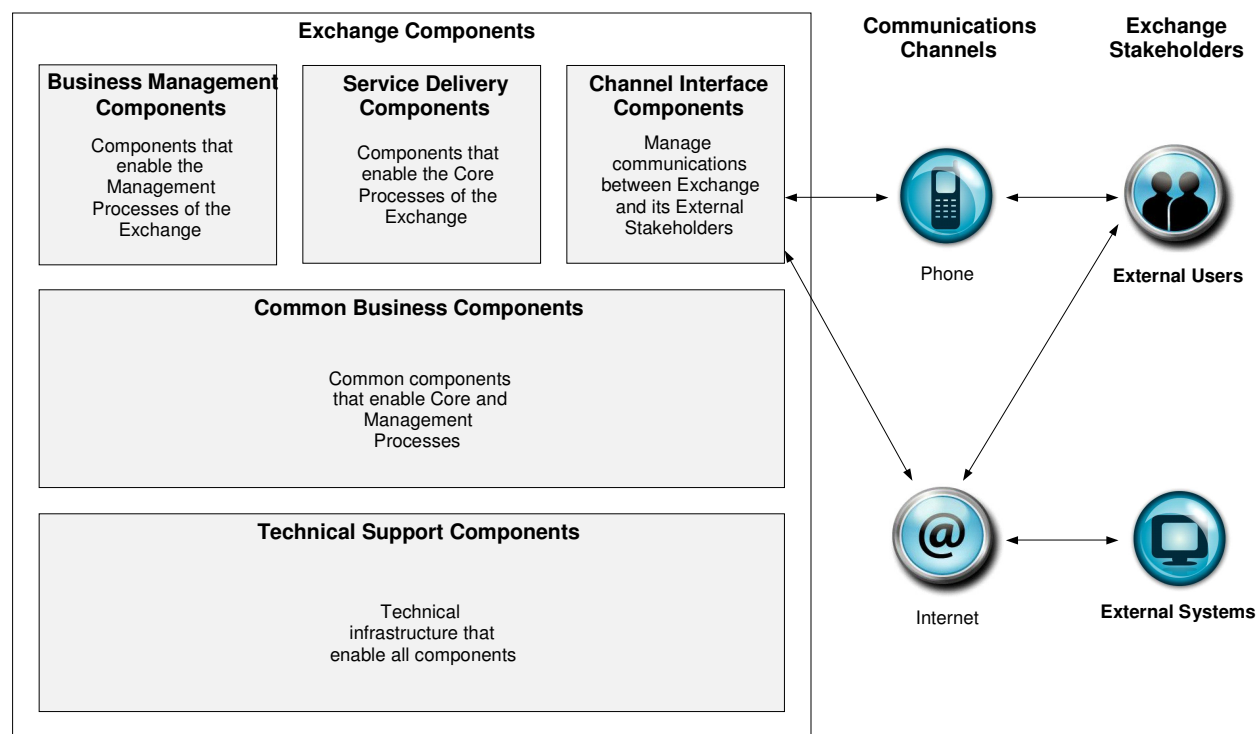 Exchange Components
Business Management
Components
Components that
enable the
Management
Processes of the
Exchange
Service Delivery
Components
Components that
enable the Core
Processes of the
Exchange
Channel Interface
Components
Manage
communications
between Exchange
and its External
Stakeholders
Common Business Components
Common components
that enable Core and
Management
Processes
Technical Support Components
Technical
infrastructure that
enable all components
Communications
Channels
Phone
@
Internet
Exchange
Stakeholders
External Users
External Systems